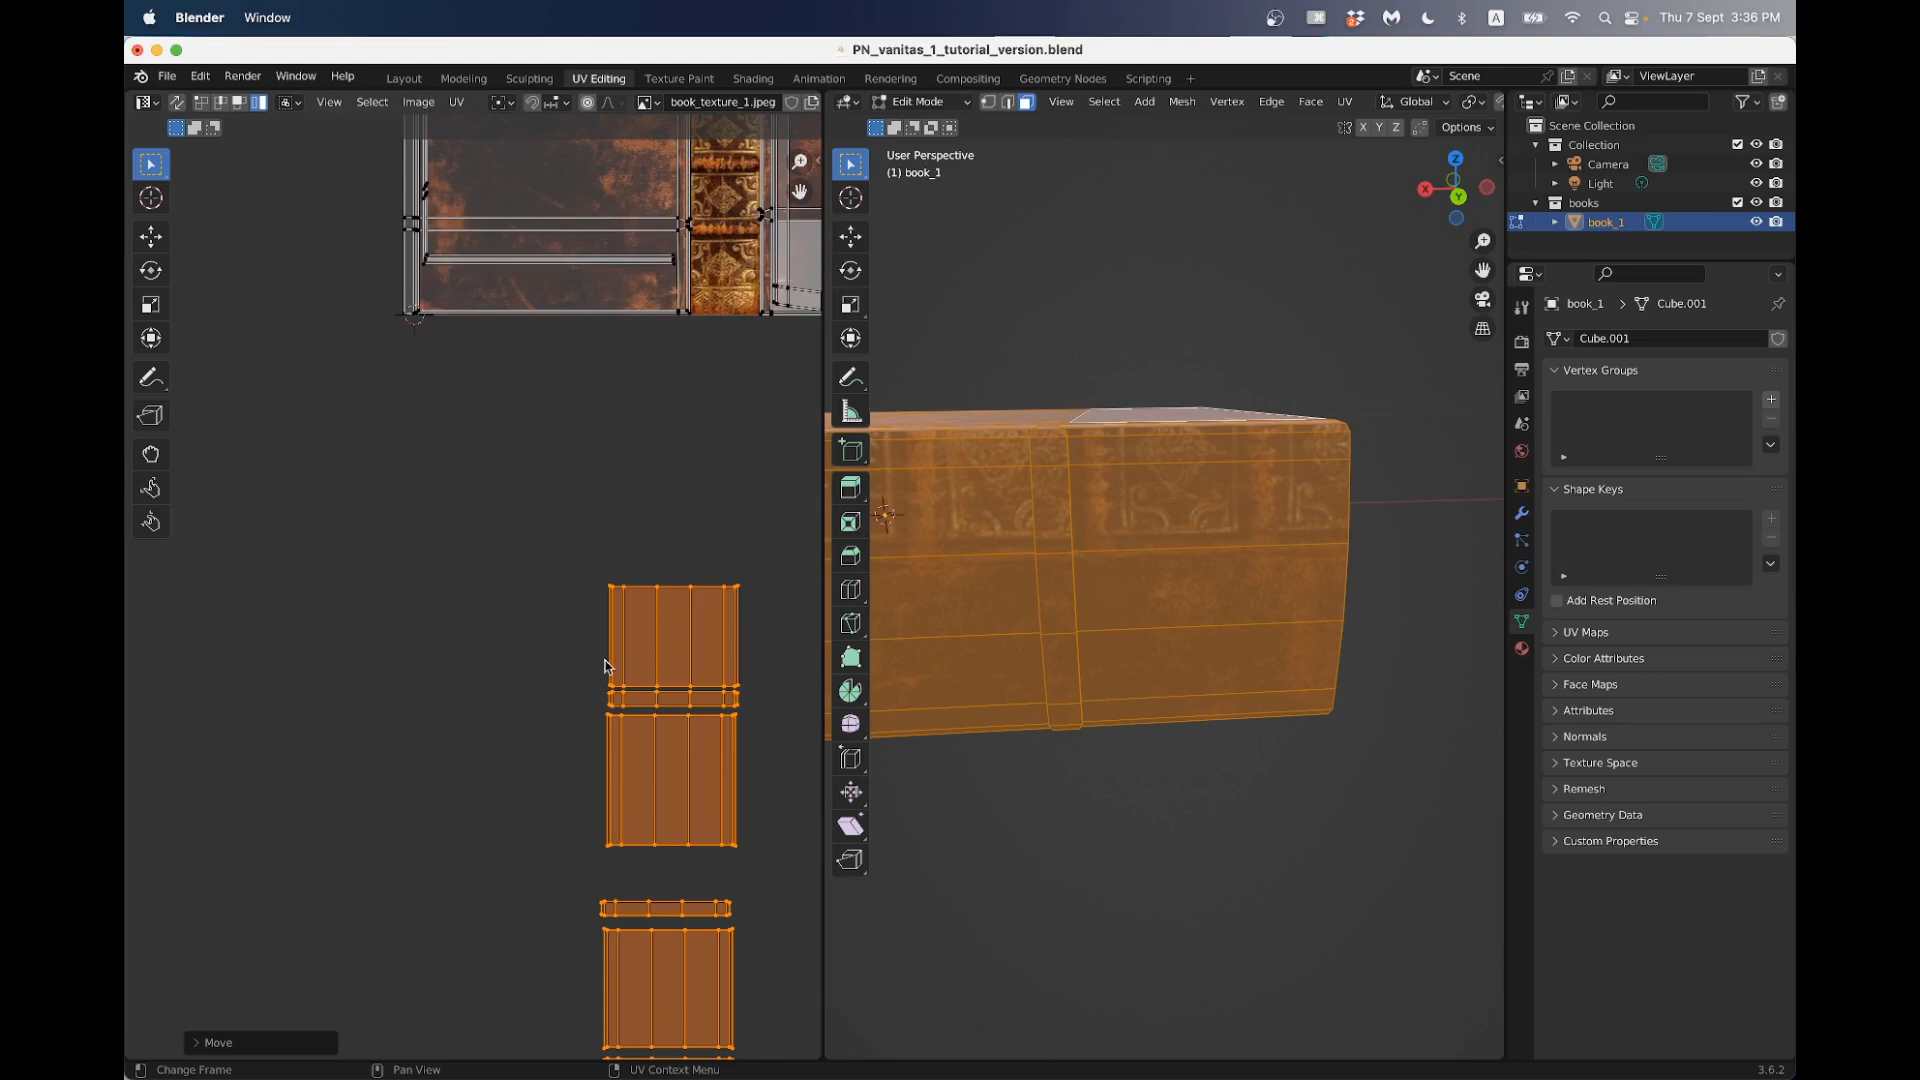 Blender Window
A Thu 7 Sept 3:36 PM
PN_vanitas_1_tutorial_version.blend
File Edit Render Window Help
Layout Modeling Sculpting UV Editing Texture Paint Shading Animation Rendering Compositing Geometry Nodes Scripting +
Scene
ViewLayer
View Select Image UV
book_texture_1.jpeg
Edit Mode View Select Add Mesh Vertex Edge Face UV
Global
X Y Z
Options
User Perspective
(1) book_1
Z
X
Y
Scene Collection
Collection
Camera
Light
books
book_1
book_1 > Cube.001
Cube.001
Vertex Groups
Shape Keys
Add Rest Position
UV Maps
Color Attributes
Face Maps
Attributes
Normals
Texture Space
Remesh
Geometry Data
Custom Properties
> Move
Change Frame
Pan View
UV Context Menu
3.6.2